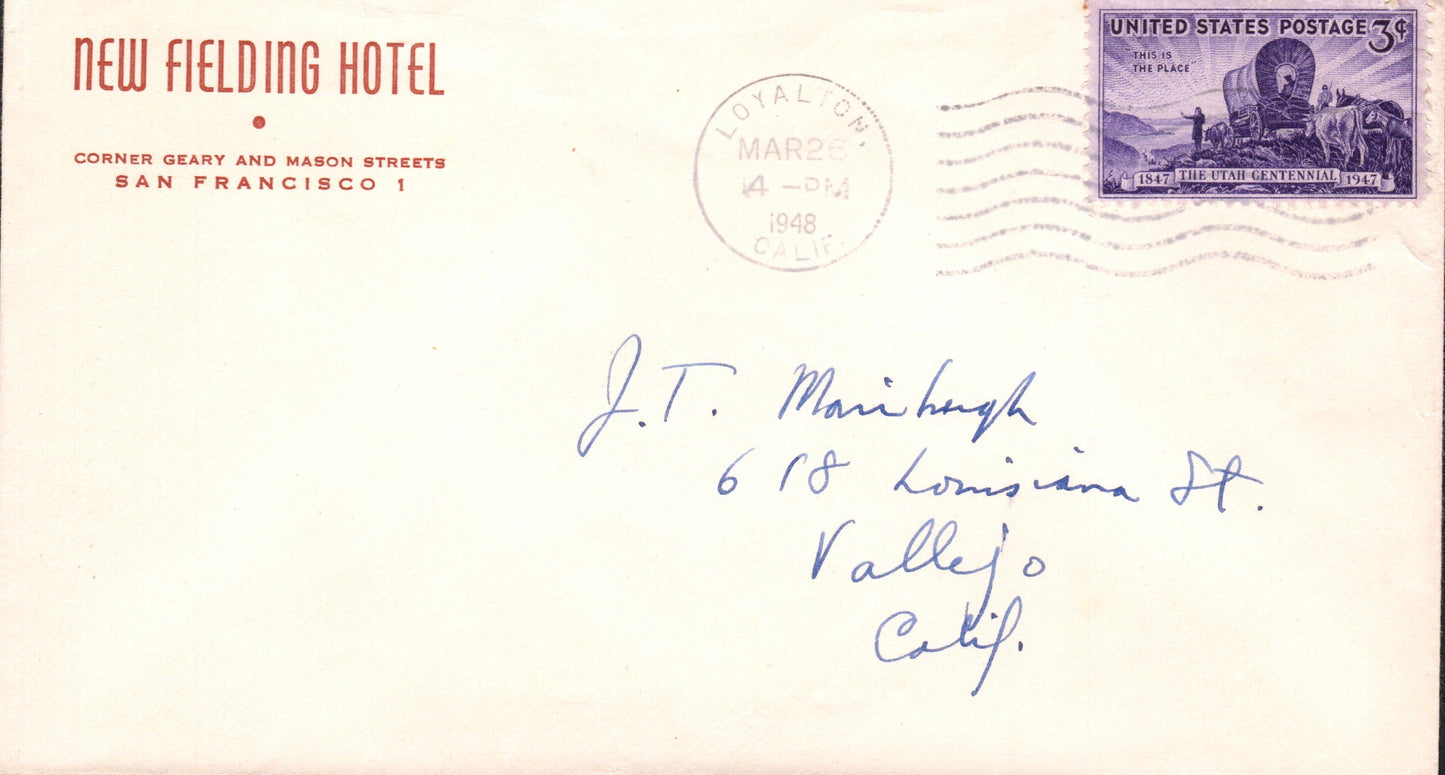 NEW FIELDING HOTEL
CORNER GEARY AND MASON STREETS
SAN FRANCISCO 1
LOYALTON,
MAR 26
4 - PM
1948
CALIF.
UNITED STATES POSTAGE 3¢
"THIS IS
THE PLACE"
1847 THE UTAH CENTENNIAL 1947
J. T.
618 Louisiana St.
Vallejo
Calif.